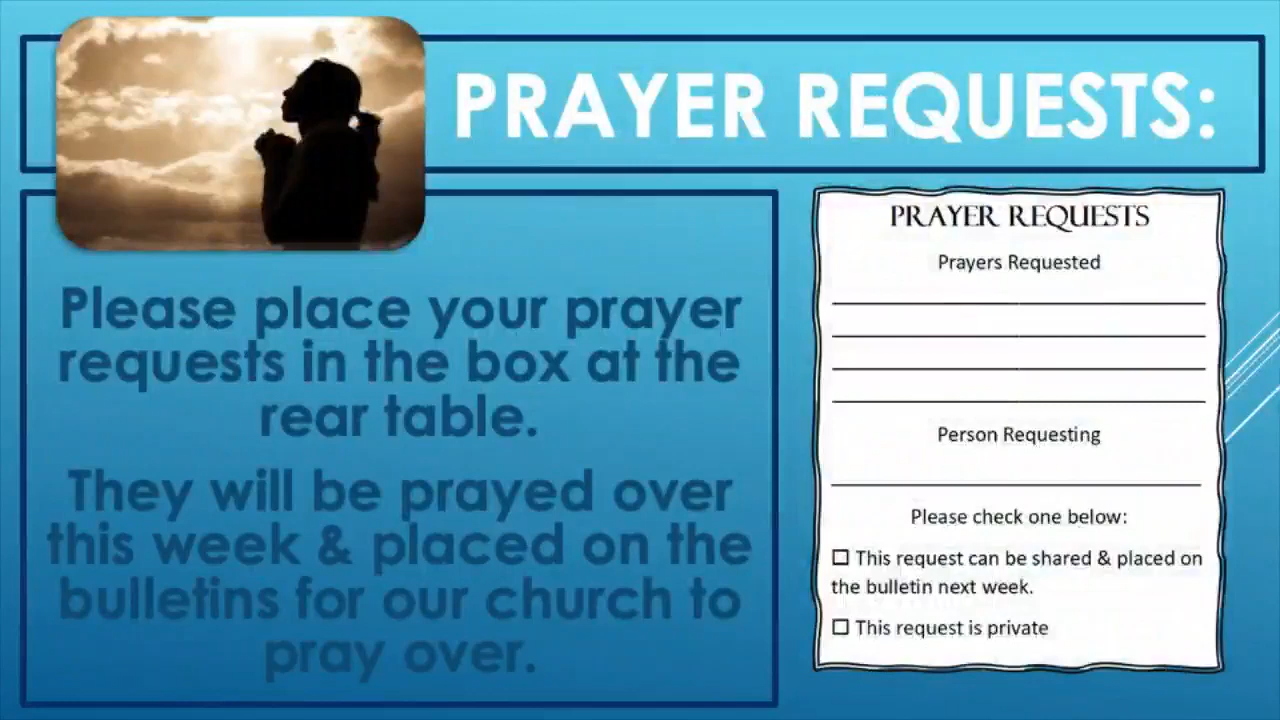 PRAYER REQUESTS:
Please place your prayer
requests in the box at the
rear table.
They will be prayed over
this week & placed on the
bulletins for our church to
pray over.
PRAYER REQUESTS
Prayers Requested
Person Requesting
Please check one below:
☐ This request can be shared & placed on
the bulletin next week.
☐ This request is private